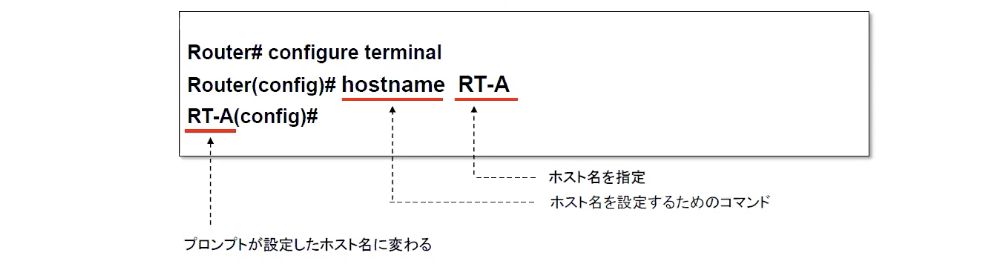 Router# configure terminal
Router(config)# hostname RT-A
RT-A(config)#
ホスト名を指定
ホスト名を設定するためのコマンド
プロンプトが設定したホスト名に変わる